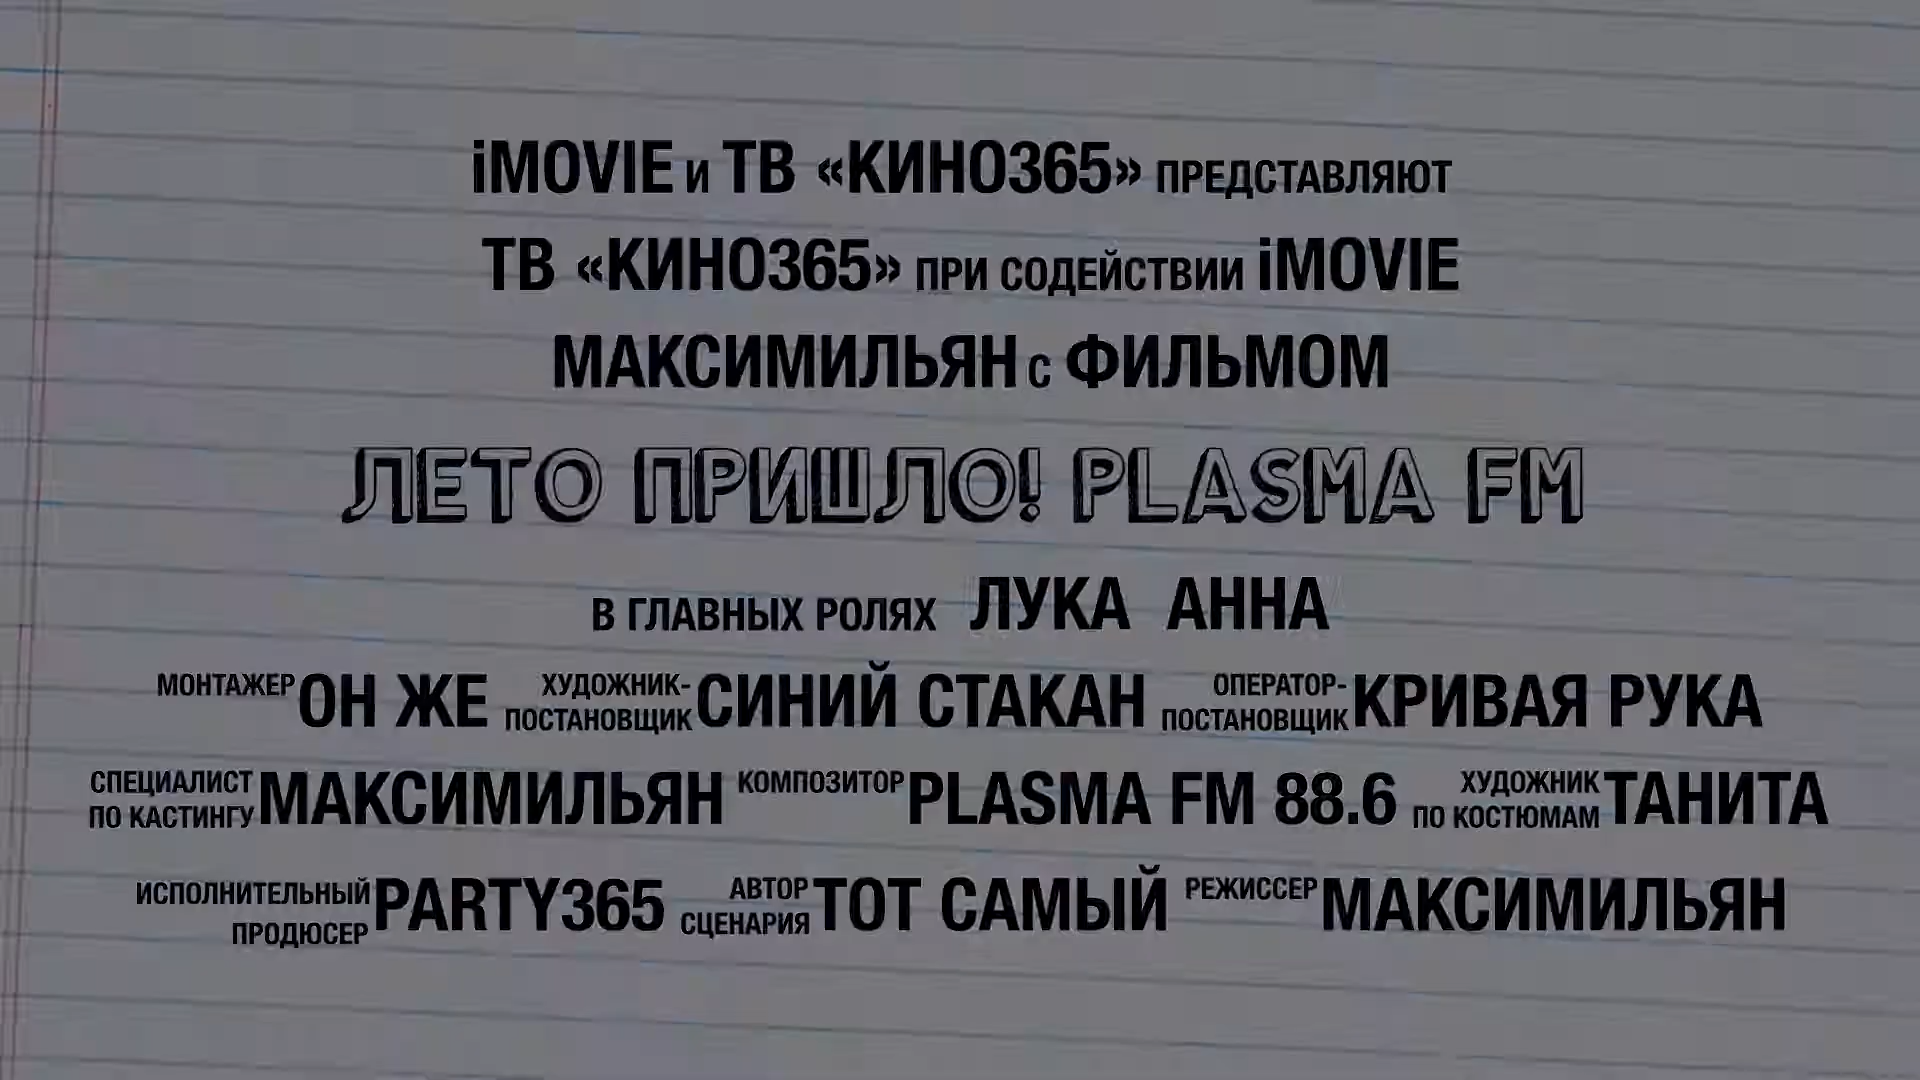 iMOVIE и ТВ «КИНО365» ПРЕДСТАВЛЯЮТ
ТВ «КИНО365» ПРИ СОДЕЙСТВИИ iMOVIE
МАКСИМИЛЬЯН С ФИЛЬМОМ
ЛЕТО ПРИШЛО! PLASMA FM
В ГЛАВНЫХ РОЛЯХ ЛУКА АННА
МОНТАЖЕР ОН ЖЕ ХУДОЖНИК-ПОСТАНОВЩИК СИНИЙ СТАКАН ОПЕРАТОР-ПОСТАНОВЩИК КРИВАЯ РУКА
СПЕЦИАЛИСТ ПО КАСТИНГУ МАКСИМИЛЬЯН КОМПОЗИТОР PLASMA FM 88.6 ХУДОЖНИК ПО КОСТЮМАМ ТАНИТА
ИСПОЛНИТЕЛЬНЫЙ ПРОДЮСЕР PARTY365 АВТОР СЦЕНАРИЯ ТОТ САМЫЙ РЕЖИССЕР МАКСИМИЛЬЯН